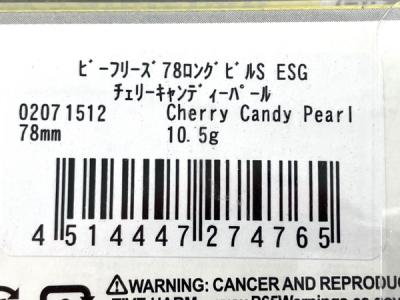 ﾋﾞｰﾌﾘｰｽﾞ78ﾛﾝｸﾞﾋﾞﾙS ESG
ﾁｪﾘｰｷｬﾝﾃﾞｨｰﾊﾟｰﾙ
02071512 Cherry Candy Pearl
78mm 10.5g
4 514447 274765
⚠WARNING: CANCER AND REPRODU